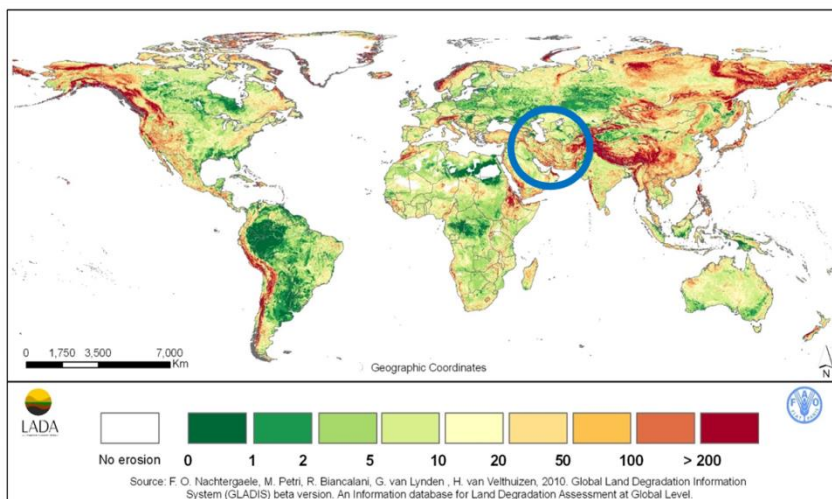 0 1,750 3,500 7,000
Km
Geographic Coordinates
N
LADA
FAO
No erosion
0 1 2 5 10 20 50 100 > 200
Source: F. O. Nachtergaele, M. Petri, R. Biancalani, G. van Lynden , H. van Velthuizen, 2010. Global Land Degradation Information
System (GLADIS) beta version. An Information database for Land Degradation Assessment at Global Level.